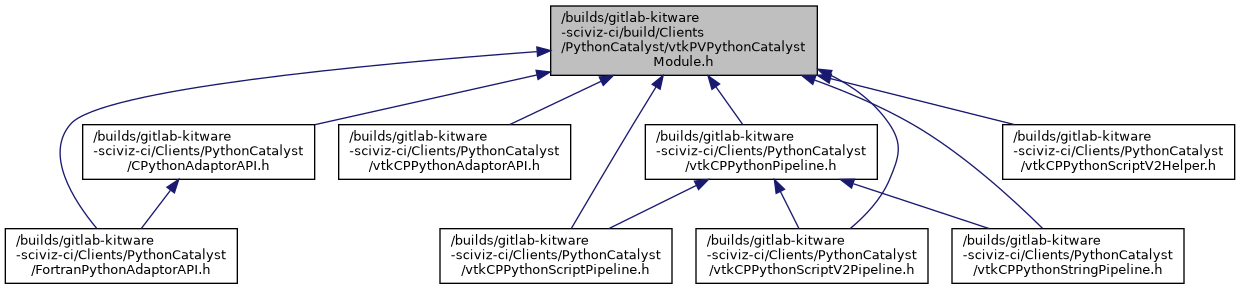 /builds/gitlab-kitware
-sciviz-ci/build/Clients
/PythonCatalyst/vtkPVPythonCatalyst
Module.h
/builds/gitlab-kitware
-sciviz-ci/Clients/PythonCatalyst
/CPythonAdaptorAPI.h
/builds/gitlab-kitware
-sciviz-ci/Clients/PythonCatalyst
/vtkCPPythonAdaptorAPI.h
/builds/gitlab-kitware
-sciviz-ci/Clients/PythonCatalyst
/vtkCPPythonPipeline.h
/builds/gitlab-kitware
-sciviz-ci/Clients/PythonCatalyst
/vtkCPPythonScriptV2Helper.h
/builds/gitlab-kitware
-sciviz-ci/Clients/PythonCatalyst
/FortranPythonAdaptorAPI.h
/builds/gitlab-kitware
-sciviz-ci/Clients/PythonCatalyst
/vtkCPPythonScriptPipeline.h
/builds/gitlab-kitware
-sciviz-ci/Clients/PythonCatalyst
/vtkCPPythonScriptV2Pipeline.h
/builds/gitlab-kitware
-sciviz-ci/Clients/PythonCatalyst
/vtkCPPythonStringPipeline.h